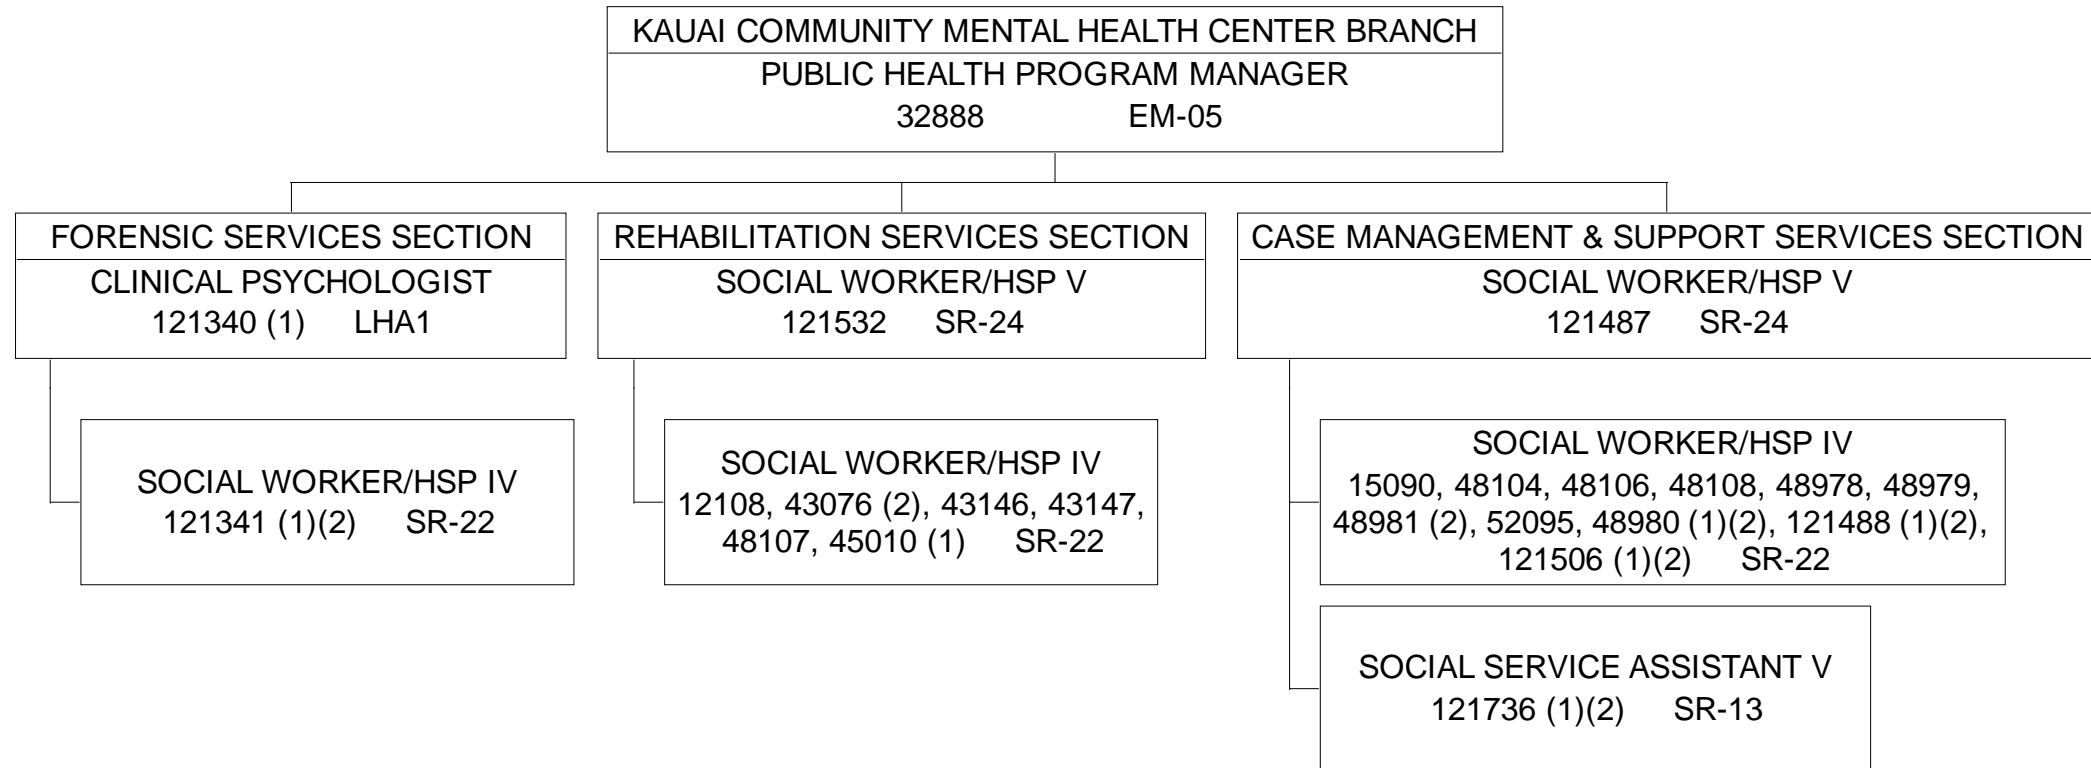 KAUAI COMMUNITY MENTAL HEALTH CENTER BRANCH
PUBLIC HEALTH PROGRAM MANAGER
32888 EM-05
FORENSIC SERVICES SECTION
CLINICAL PSYCHOLOGIST
121340 (1) LHA1
SOCIAL WORKER/HSP IV
121341 (1)(2) SR-22
REHABILITATION SERVICES SECTION
SOCIAL WORKER/HSP V
121532 SR-24
SOCIAL WORKER/HSP IV
12108, 43076 (2), 43146, 43147,
48107, 45010 (1) SR-22
CASE MANAGEMENT & SUPPORT SERVICES SECTION
SOCIAL WORKER/HSP V
121487 SR-24
SOCIAL WORKER/HSP IV
15090, 48104, 48106, 48108, 48978, 48979,
48981 (2), 52095, 48980 (1)(2), 121488 (1)(2),
121506 (1)(2) SR-22
SOCIAL SERVICE ASSISTANT V
121736 (1)(2) SR-13